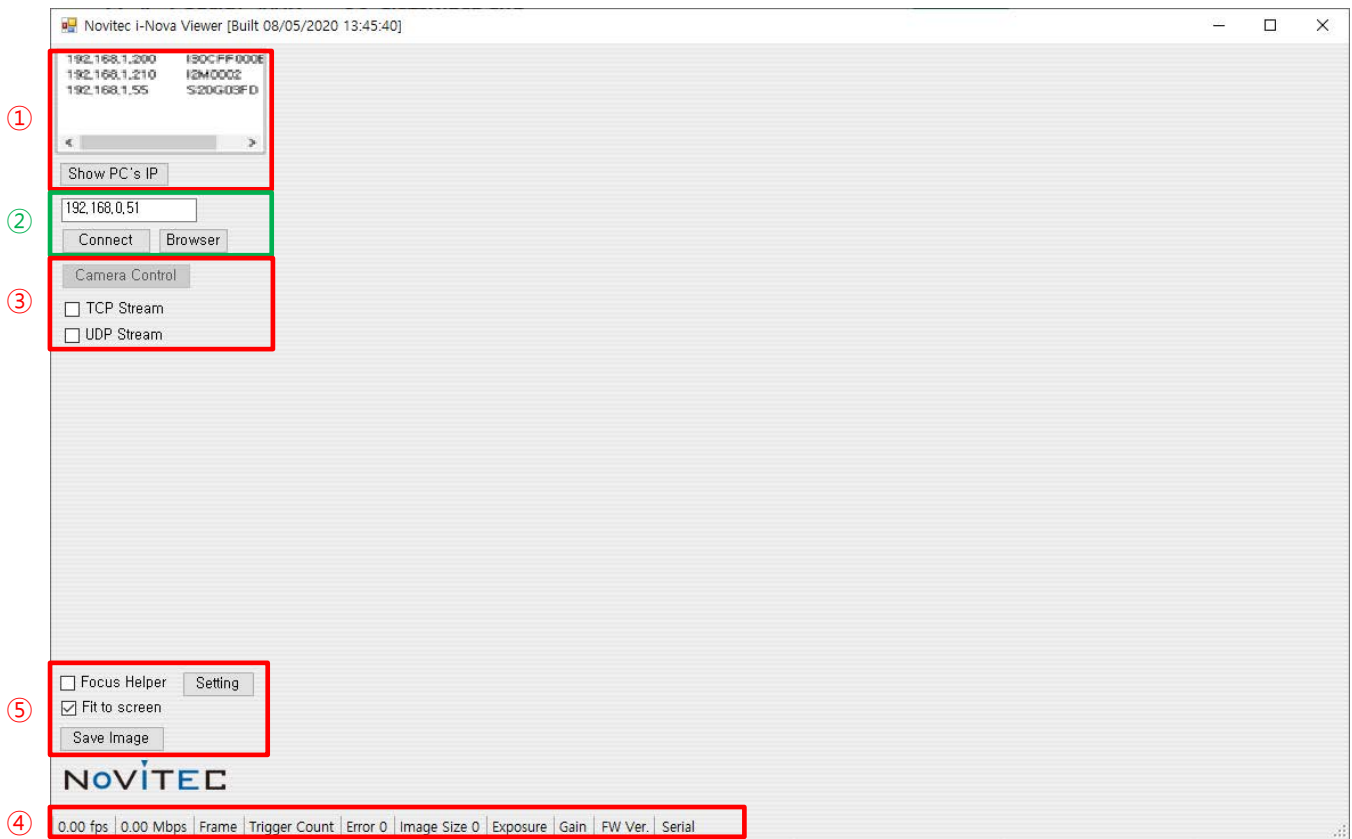 Novitec i-Nova Viewer [Built 08/05/2020 13:45:40]
①
192,168,1,200 I30CFF000E
192,168,1,210 I2M0002
192,168,1,55 S20G03FD
Show PC's IP
②
192,168,0,51
Connect Browser
③
Camera Control
TCP Stream
UDP Stream
⑤
Focus Helper Setting
Fit to screen
Save Image
NOVITEC
④
0.00 fps 0.00 Mbps Frame Trigger Count Error 0 Image Size 0 Exposure Gain FW Ver. Serial